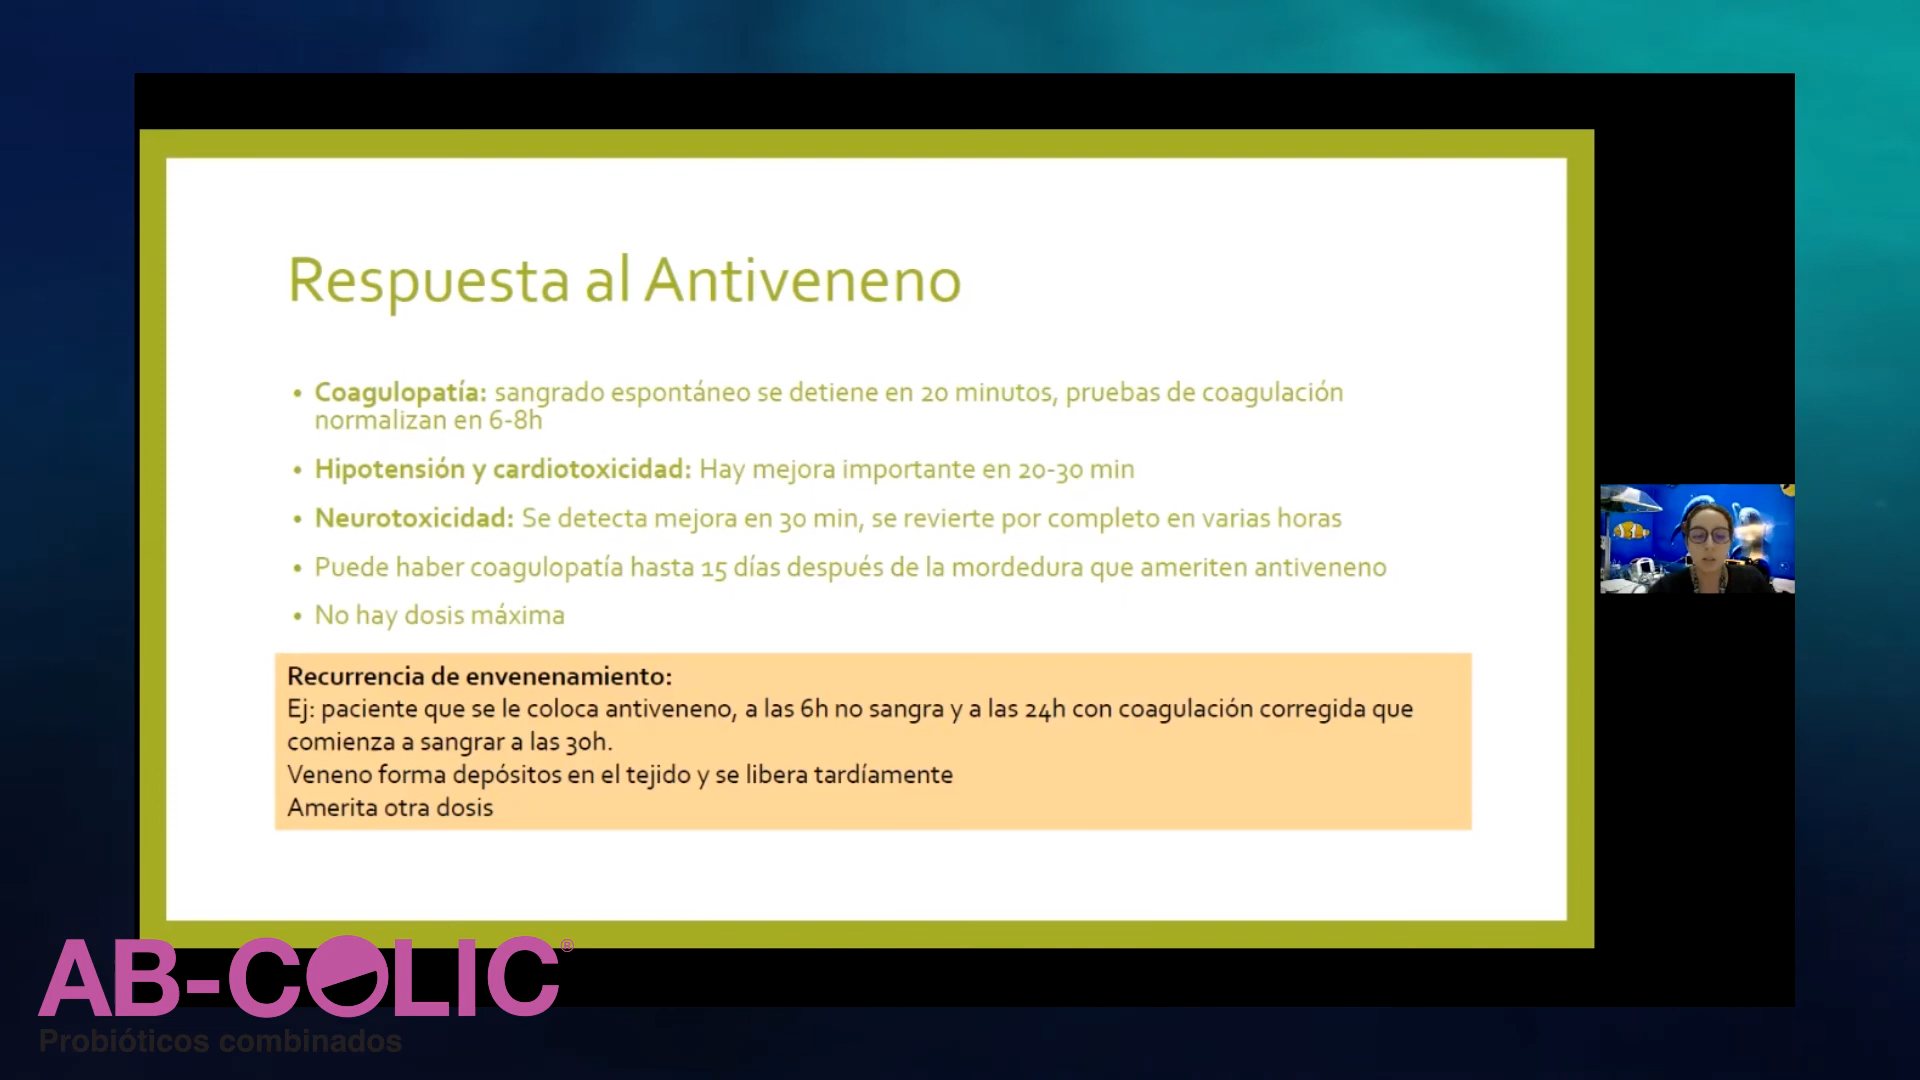 Respuesta al Antiveneno
• Coagulopatía: sangrado espontáneo se detiene en 20 minutos, pruebas de coagulación
normalizan en 6-8h
• Hipotensión y cardiotoxicidad: Hay mejora importante en 20-30 min
• Neurotoxicidad: Se detecta mejora en 30 min, se revierte por completo en varias horas
• Puede haber coagulopatía hasta 15 días después de la mordedura que ameriten antiveneno
• No hay dosis máxima
Recurrencia de envenenamiento:
Ej: paciente que se le coloca antiveneno, a las 6h no sangra y a las 24h con coagulación corregida que
comienza a sangrar a las 30h.
Veneno forma depósitos en el tejido y se libera tardíamente
Amerita otra dosis
AB-COLIC®
Probióticos combinados